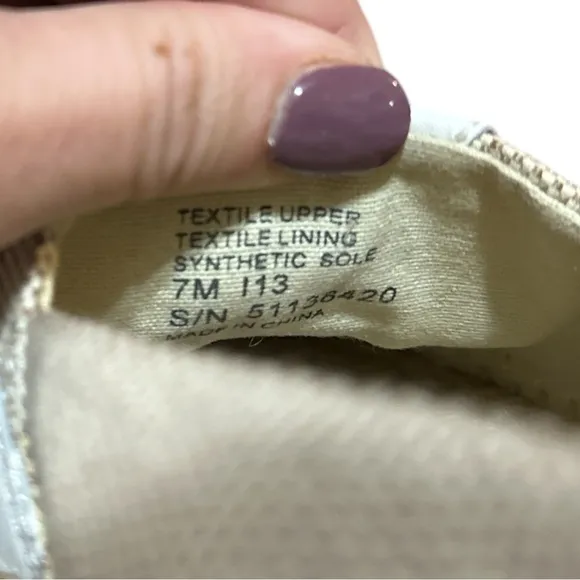 TEXTILE UPPER
TEXTILE LINING
SYNTHETIC SOLE
7M I13
S/N 51136420
MADE IN CHINA